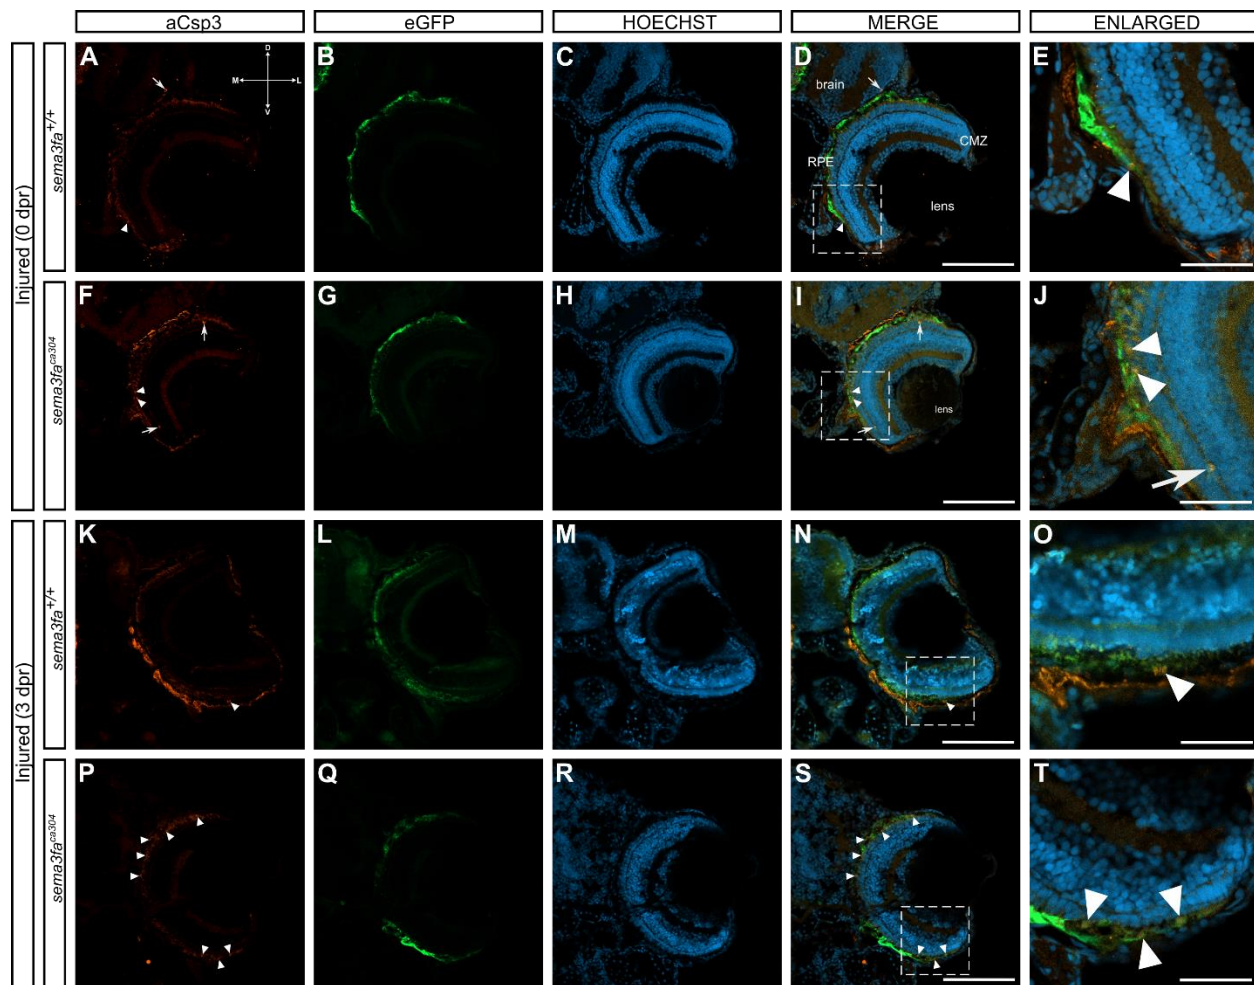 aCsp3 eGFP HOECHST MERGE ENLARGED
Injured (0 dpr)
sema3fa+/+
A D M L V B C D brain RPE CMZ lens E
sema3faca304
F G H I lens J
Injured (3 dpr)
sema3fa+/+
K L M N O
sema3faca304
P Q R S T